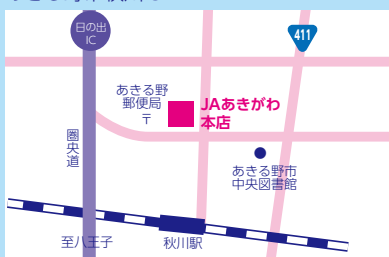 日の出
IC
411
あきる野
郵便局
〒
JAあきがわ
本店
圏央道
あきる野市
中央図書館
至八王子
秋川駅